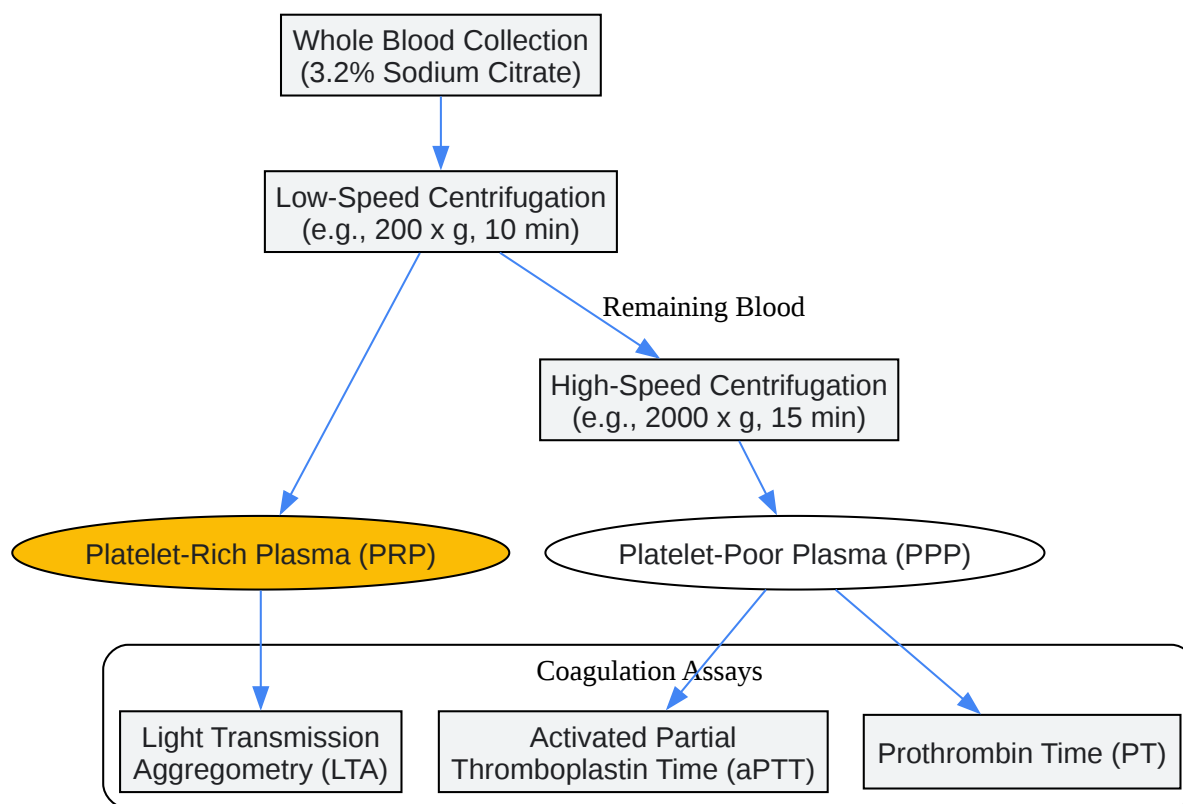 Whole Blood Collection
(3.2% Sodium Citrate)
Low-Speed Centrifugation
(e.g., 200 x g, 10 min)
Remaining Blood
High-Speed Centrifugation
(e.g., 2000 x g, 15 min)
Platelet-Rich Plasma (PRP)
Platelet-Poor Plasma (PPP)
Coagulation Assays
Light Transmission
Aggregometry (LTA)
Activated Partial
Thromboplastin Time (aPTT)
Prothrombin Time (PT)